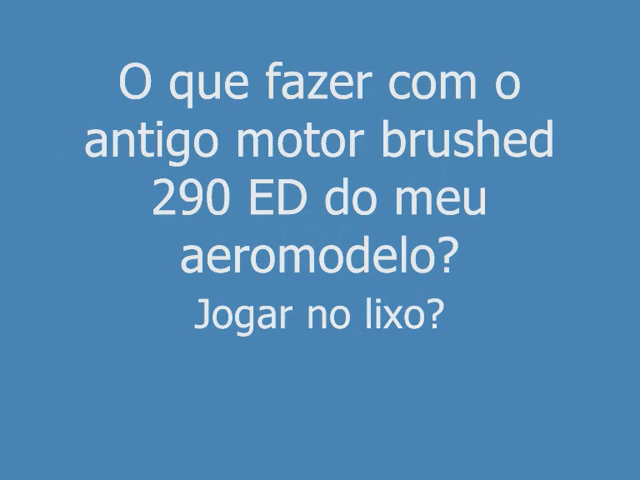 O que fazer com o
antigo motor brushed
290 ED do meu
aeromodelo?
Jogar no lixo?